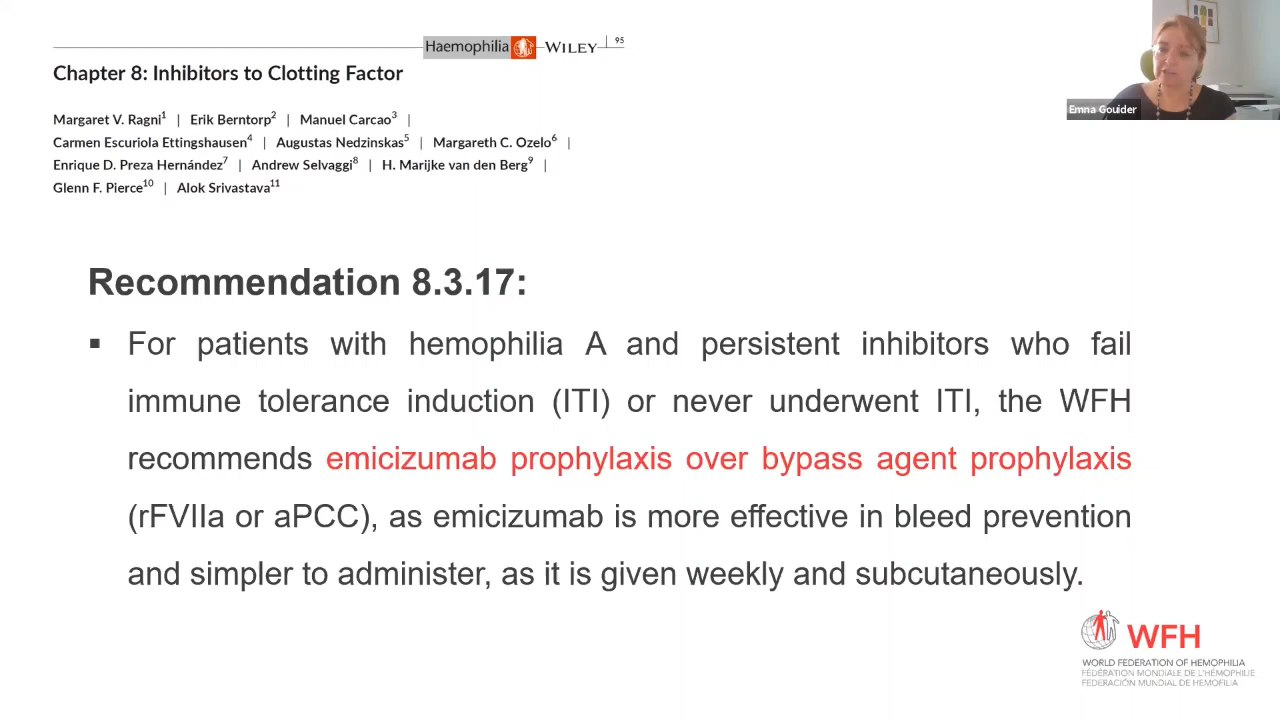 Haemophilia WILEY 95
Chapter 8: Inhibitors to Clotting Factor
Margaret V. Ragni1 | Erik Berntorp2 | Manuel Carcao3 |
Carmen Escuriola Ettingshausen4 | Augustas Nedzinskas5 | Margareth C. Ozelo6 |
Enrique D. Preza Hernández7 | Andrew Selvaggi8 | H. Marijke van den Berg9 |
Glenn F. Pierce10 | Alok Srivastava11
Emna Gouider
Recommendation 8.3.17:
▪ For patients with hemophilia A and persistent inhibitors who fail
immune tolerance induction (ITI) or never underwent ITI, the WFH
recommends emicizumab prophylaxis over bypass agent prophylaxis
(rFVIIa or aPCC), as emicizumab is more effective in bleed prevention
and simpler to administer, as it is given weekly and subcutaneously.
WFH
WORLD FEDERATION OF HEMOPHILIA
FÉDÉRATION MONDIALE DE L'HÉMOPHILIE
FEDERACIÓN MUNDIAL DE HEMOFILIA